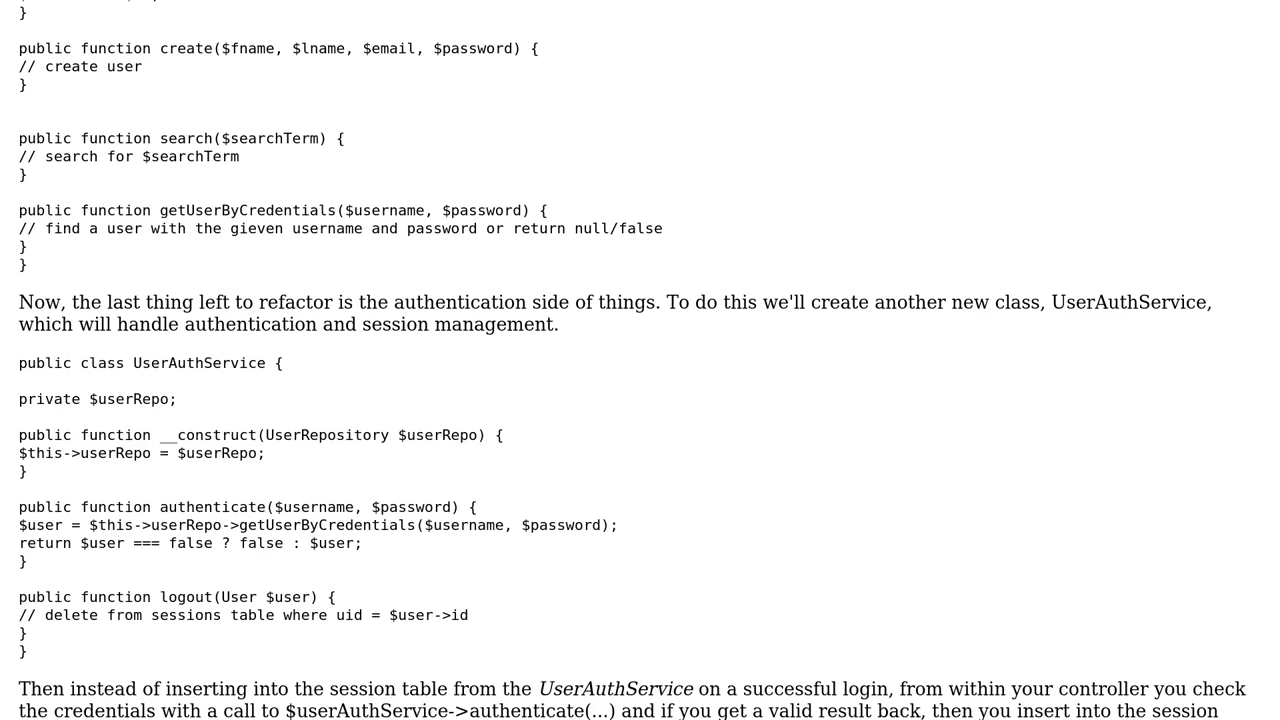 }
public function create($fname, $lname, $email, $password) {
// create user
}
public function search($searchTerm) {
// search for $searchTerm
}
public function getUserByCredentials($username, $password) {
// find a user with the gieven username and password or return null/false
}
}
Now, the last thing left to refactor is the authentication side of things. To do this we'll create another new class, UserAuthService,
which will handle authentication and session management.
public class UserAuthService {
private $userRepo;
public function __construct(UserRepository $userRepo) {
$this->userRepo = $userRepo;
}
public function authenticate($username, $password) {
$user = $this->userRepo->getUserByCredentials($username, $password);
return $user === false ? false : $user;
}
public function logout(User $user) {
// delete from sessions table where uid = $user->id
}
}
Then instead of inserting into the session table from the UserAuthService on a successful login, from within your controller you check
the credentials with a call to $userAuthService->authenticate(...) and if you get a valid result back, then you insert into the session